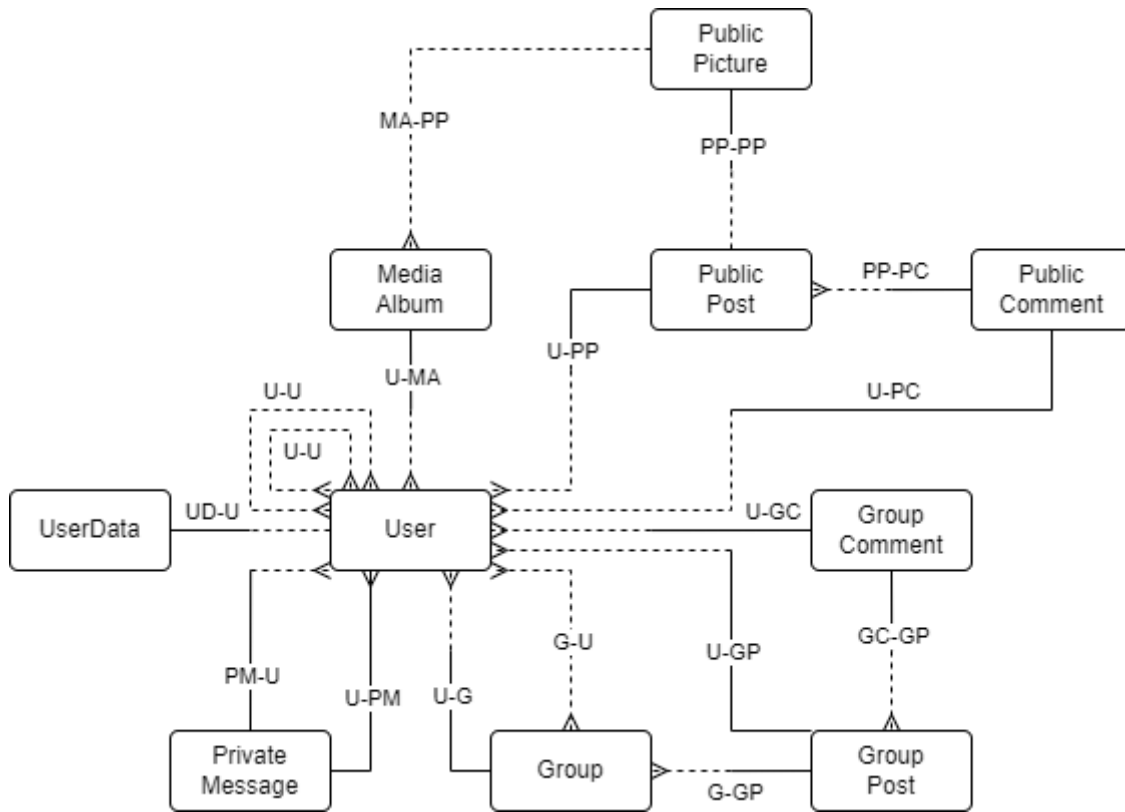 Public
Picture
MA-PP
PP-PP
Media
Album
Public
Post
PP-PC
Public
Comment
U-PP
U-MA
U-U
U-PC
U-U
UserData
UD-U
User
U-GC
Group
Comment
G-U
U-GP
GC-GP
PM-U
U-PM
U-G
Private
Message
Group
G-GP
Group
Post